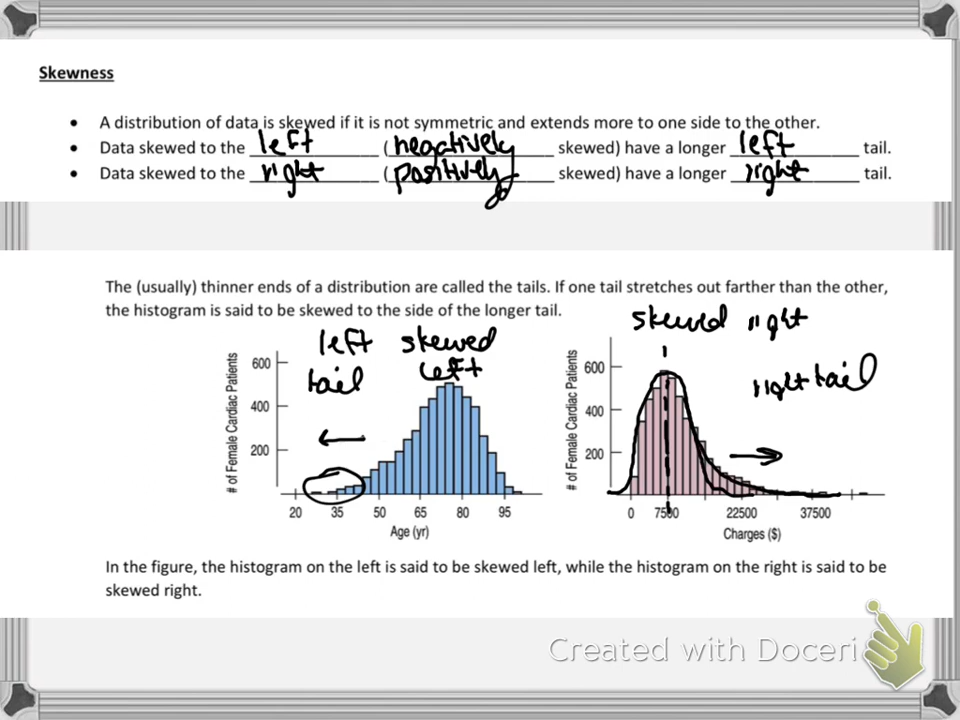 Skewness
• A distribution of data is skewed if it is not symmetric and extends more to one side to the other.
• Data skewed to the left (negatively skewed) have a longer left tail.
• Data skewed to the right (positively skewed) have a longer right tail.
The (usually) thinner ends of a distribution are called the tails. If one tail stretches out farther than the other,
the histogram is said to be skewed to the side of the longer tail.
left skewed
tail left
# of Female Cardiac Patients
600
400
200
20 35 50 65 80 95
Age (yr)
skewed right
right tail
# of Female Cardiac Patients
600
400
200
0 7500 22500 37500
Charges ($)
In the figure, the histogram on the left is said to be skewed left, while the histogram on the right is said to be
skewed right.
Created with Doceri